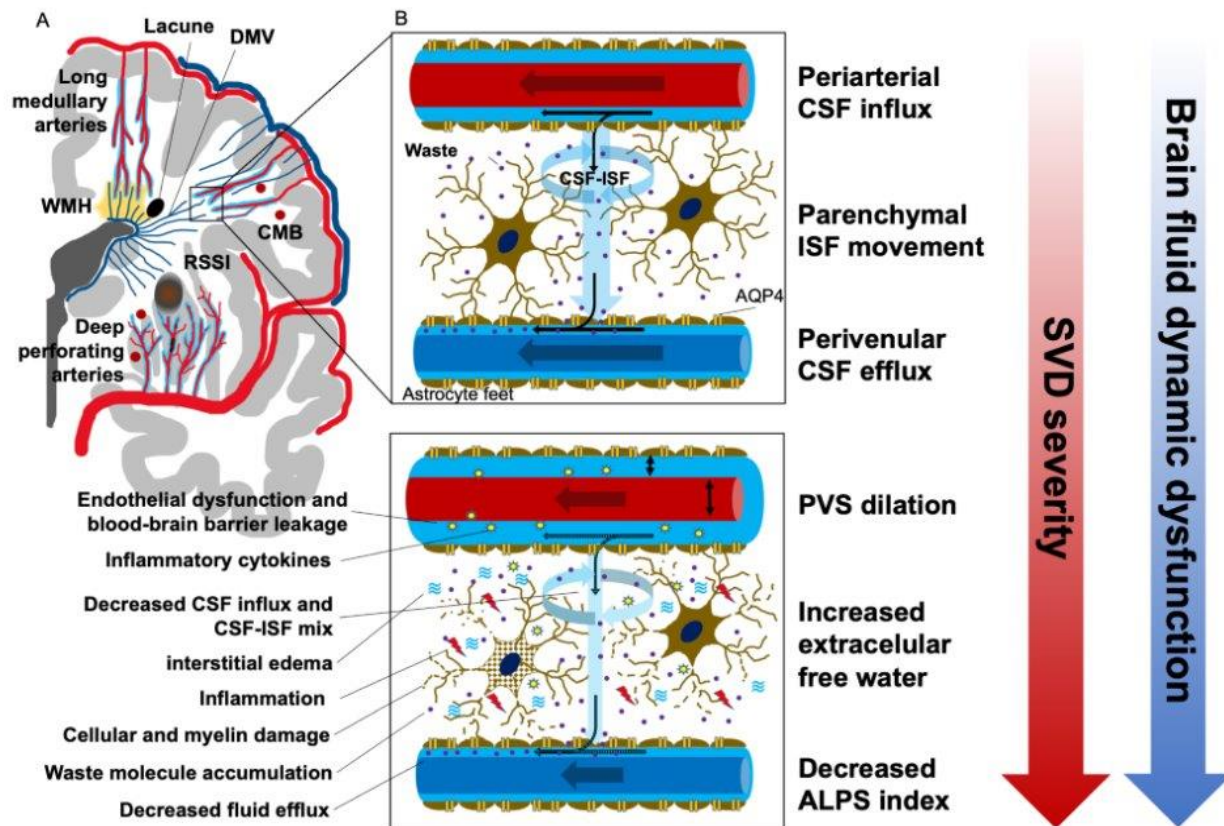 A
Lacune
DMV
Long
medullary
arteries
WMH
CMB
RSSI
Deep
perforating
arteries
B
Waste
CSF-ISF
AQP4
Astrocyte feet
Periarterial
CSF influx
Parenchymal
ISF movement
Perivenular
CSF efflux
Endothelial dysfunction and
blood-brain barrier leakage
Inflammatory cytokines
Decreased CSF influx and
CSF-ISF mix
interstitial edema
Inflammation
Cellular and myelin damage
Waste molecule accumulation
Decreased fluid efflux
PVS dilation
Increased
extracelular
free water
Decreased
ALPS index
SVD severity
Brain fluid dynamic dysfunction